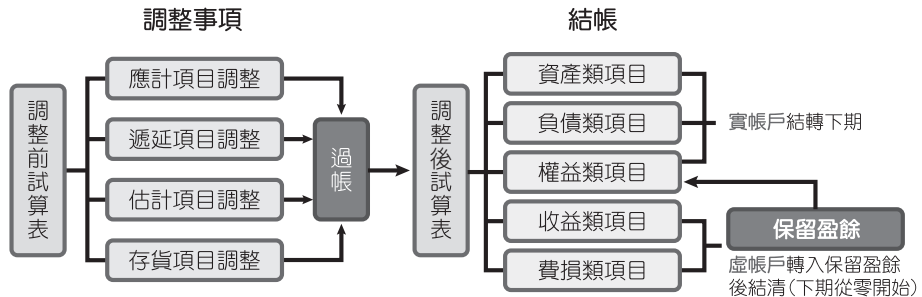 調整事項
結帳
調整前試算表
應計項目調整
遞延項目調整
估計項目調整
存貨項目調整
過帳
調整後試算表
資產類項目
負債類項目
權益類項目
收益類項目
費損類項目
實帳戶結轉下期
保留盈餘
虛帳戶轉入保留盈餘
後結清(下期從零開始)